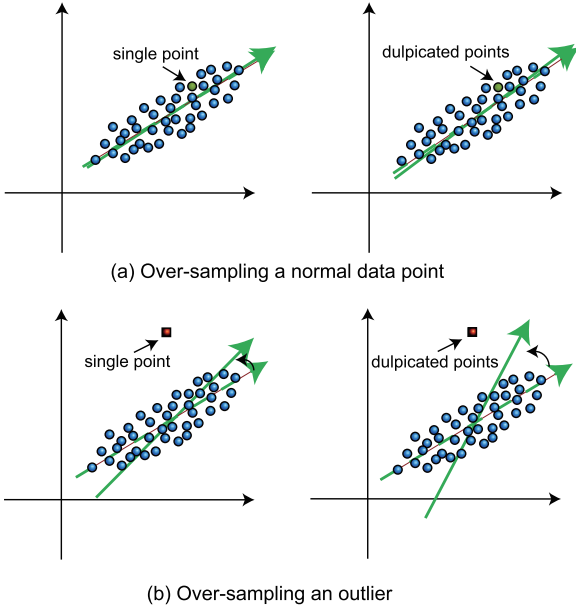 single point
dulpicated points
(a) Over-sampling a normal data point
single point
dulpicated points
(b) Over-sampling an outlier